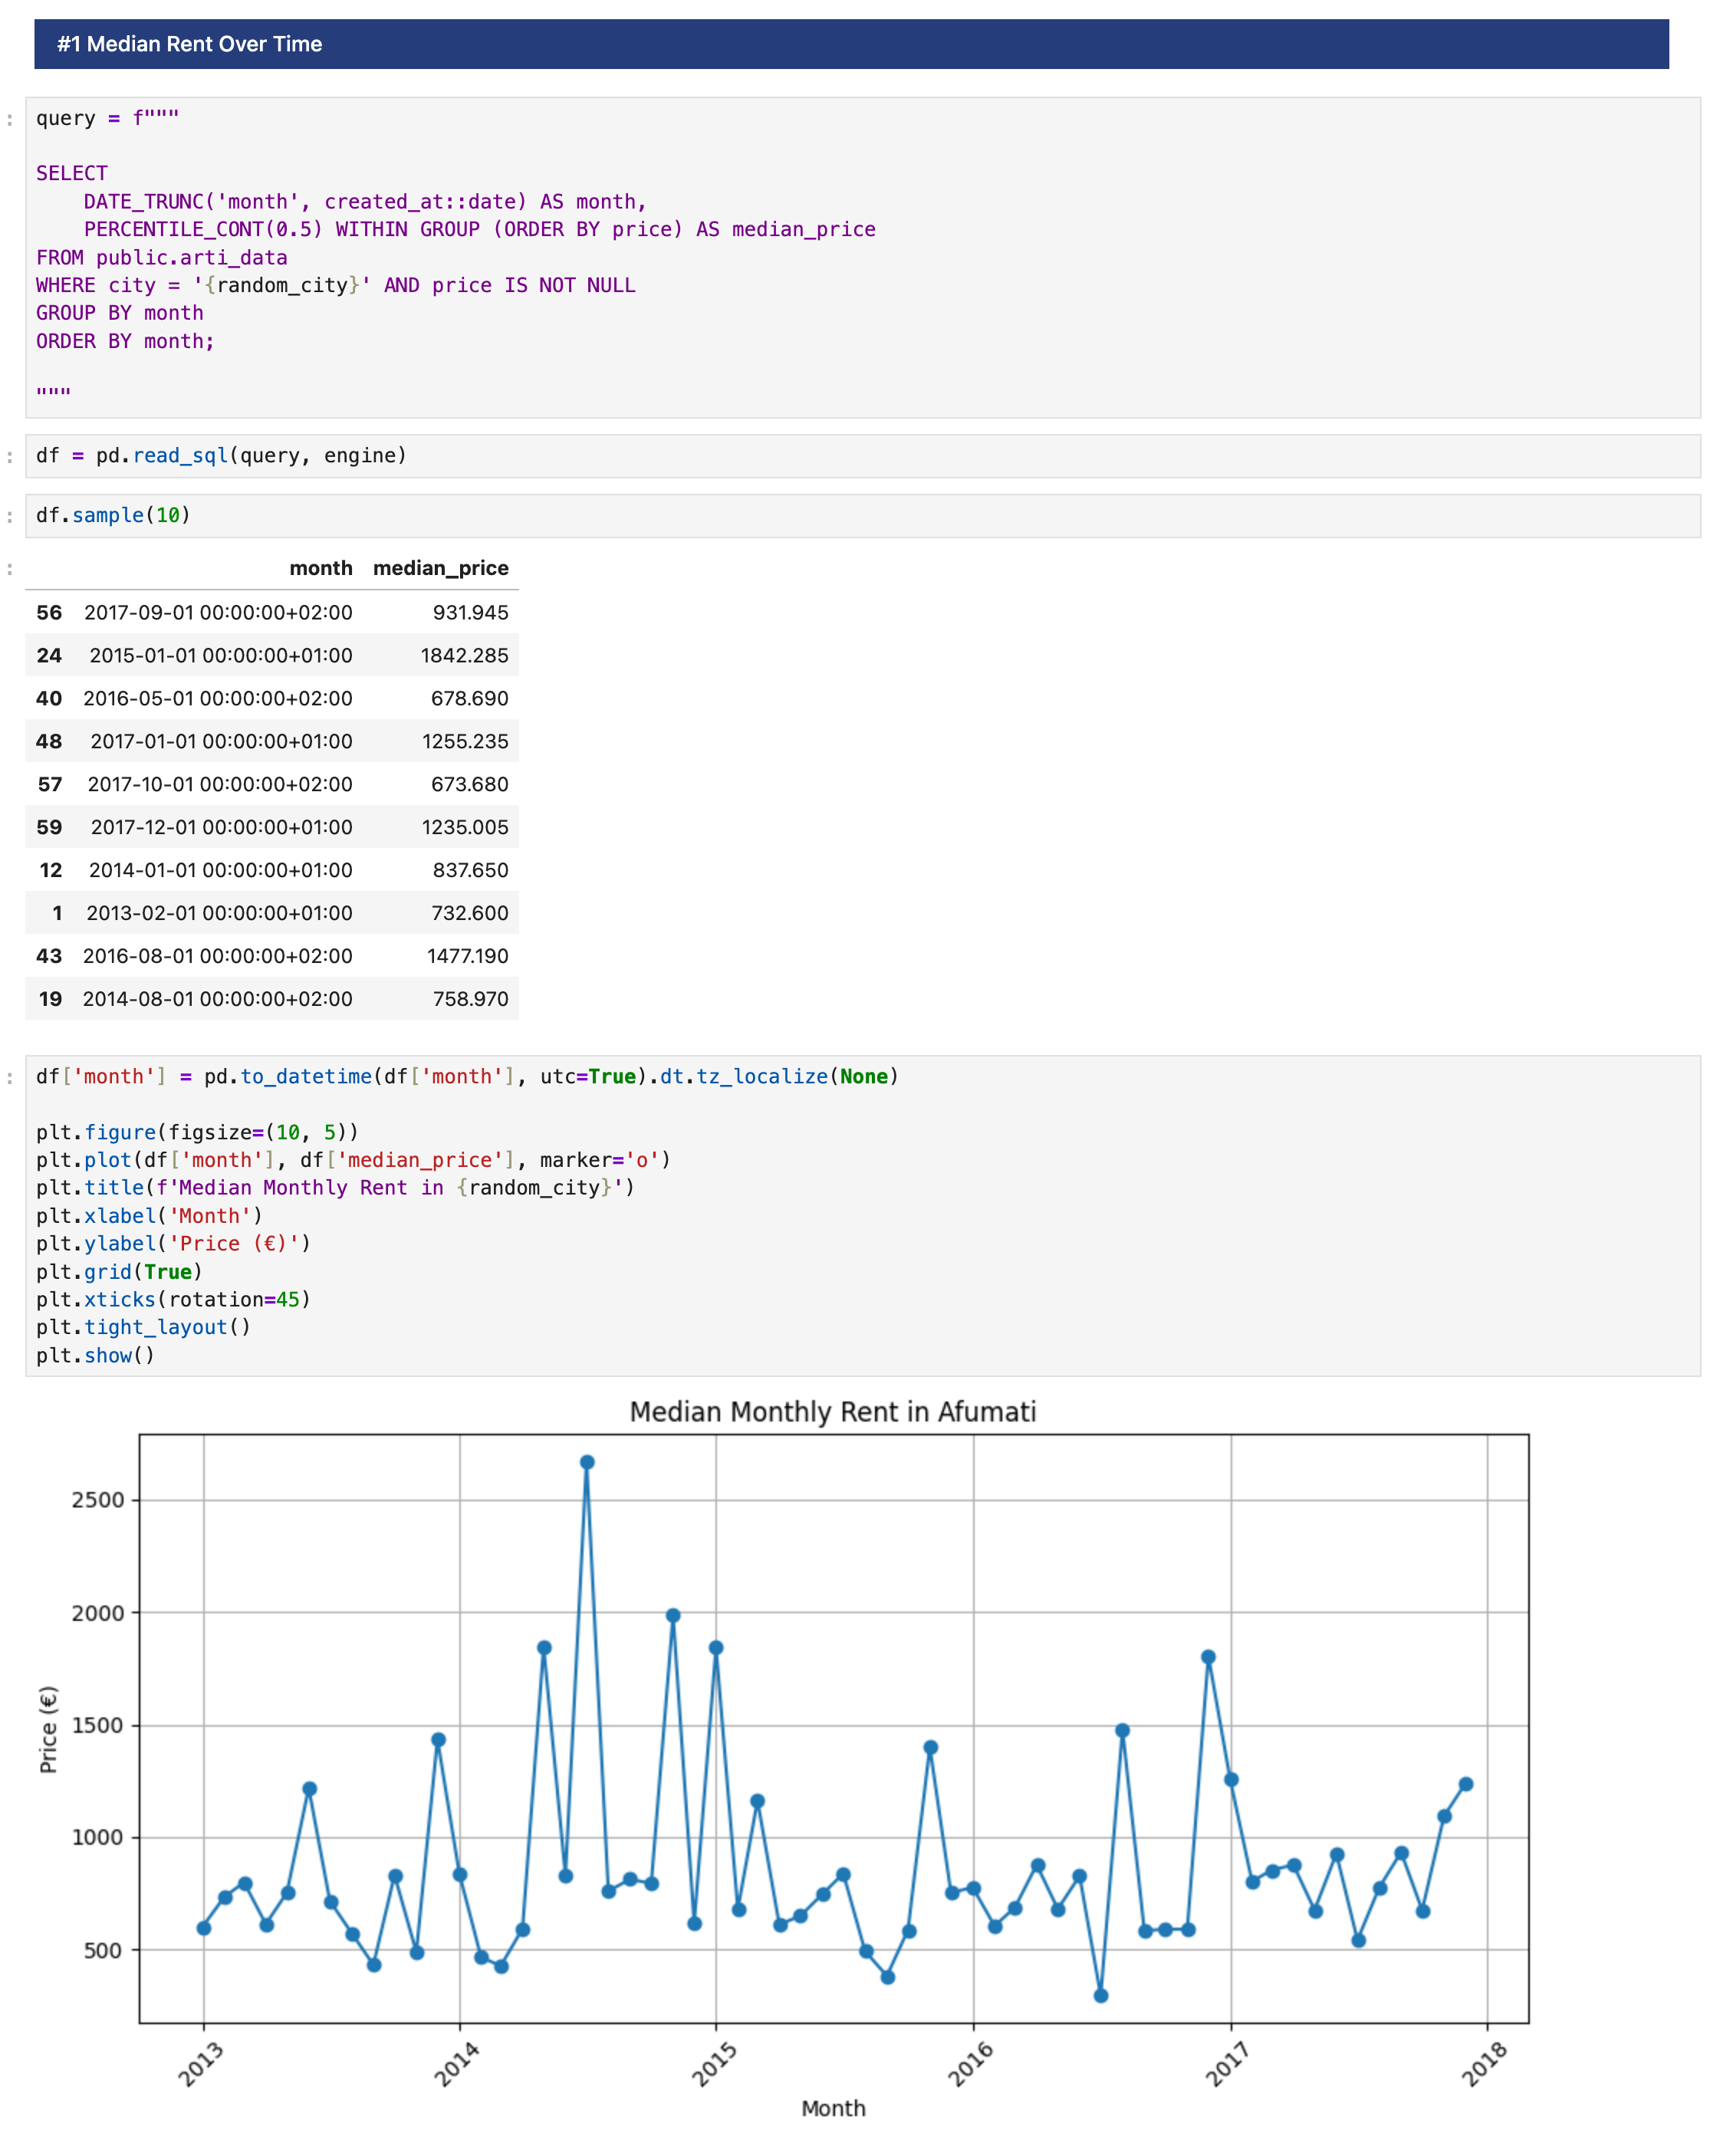 #1 Median Rent Over Time
: query = f"""
SELECT
    DATE_TRUNC('month', created_at::date) AS month,
    PERCENTILE_CONT(0.5) WITHIN GROUP (ORDER BY price) AS median_price
FROM public.arti_data
WHERE city = '{random_city}' AND price IS NOT NULL
GROUP BY month
ORDER BY month;
"""
: df = pd.read_sql(query, engine)
: df.sample(10)
: month median_price
56 2017-09-01 00:00:00+02:00 931.945
24 2015-01-01 00:00:00+01:00 1842.285
40 2016-05-01 00:00:00+02:00 678.690
48 2017-01-01 00:00:00+01:00 1255.235
57 2017-10-01 00:00:00+02:00 673.680
59 2017-12-01 00:00:00+01:00 1235.005
12 2014-01-01 00:00:00+01:00 837.650
1 2013-02-01 00:00:00+01:00 732.600
43 2016-08-01 00:00:00+02:00 1477.190
19 2014-08-01 00:00:00+02:00 758.970
: df['month'] = pd.to_datetime(df['month'], utc=True).dt.tz_localize(None)
plt.figure(figsize=(10, 5))
plt.plot(df['month'], df['median_price'], marker='o')
plt.title(f'Median Monthly Rent in {random_city}')
plt.xlabel('Month')
plt.ylabel('Price (€)')
plt.grid(True)
plt.xticks(rotation=45)
plt.tight_layout()
plt.show()
Median Monthly Rent in Afumati
Price (€)
2500
2000
1500
1000
500
2013 2014 2015 2016 2017 2018
Month